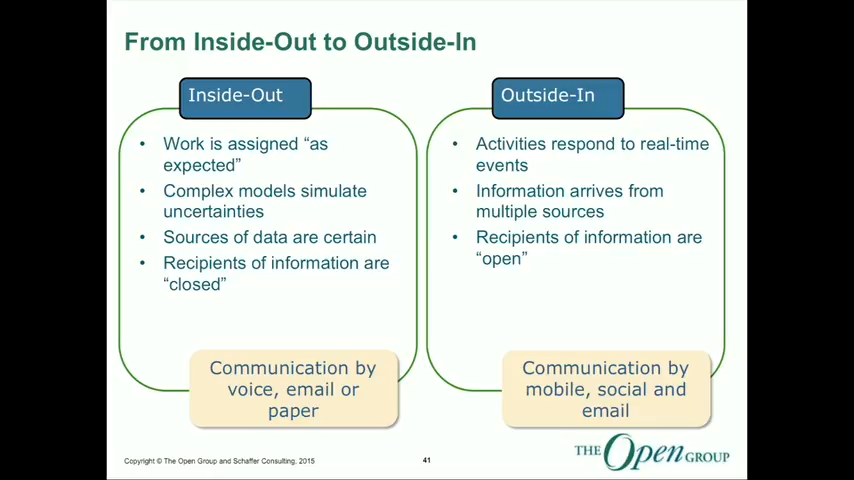 From Inside-Out to Outside-In
Inside-Out
• Work is assigned “as
expected”
• Complex models simulate
uncertainties
• Sources of data are certain
• Recipients of information are
“closed”
Communication by
voice, email or
paper
Outside-In
• Activities respond to real-time
events
• Information arrives from
multiple sources
• Recipients of information are
“open”
Communication by
mobile, social and
email
Copyright © The Open Group and Schaffer Consulting, 2015
41
THE Open GROUP